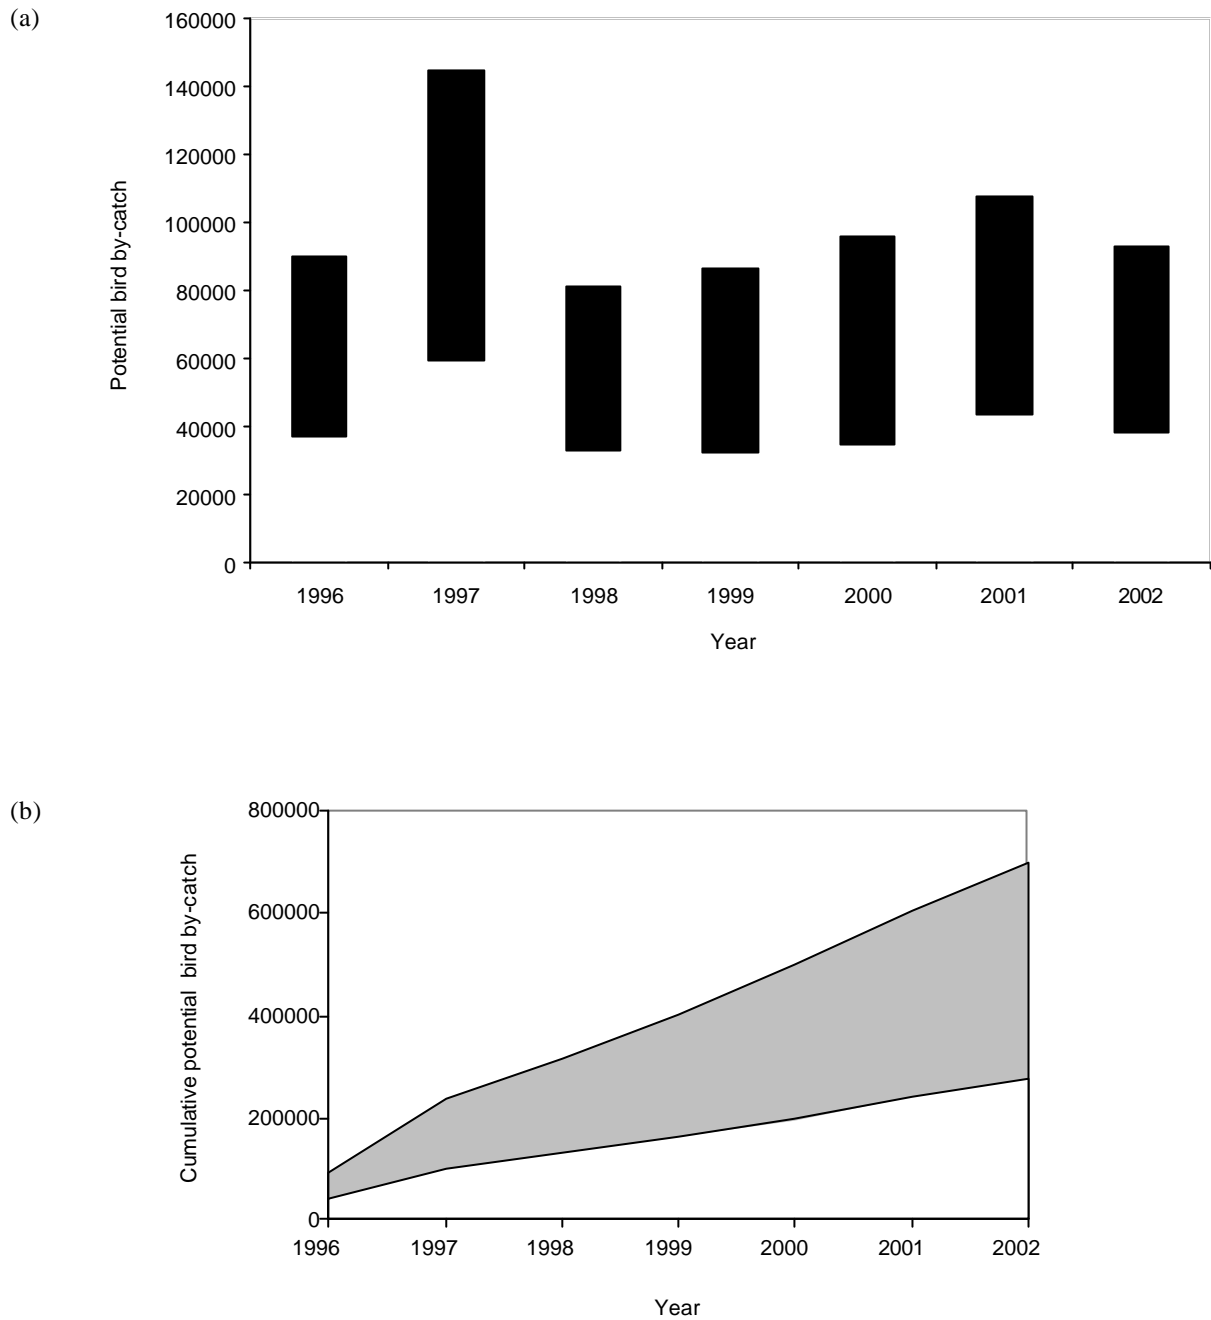 (a)
160000
140000
120000
100000
80000
60000
40000
20000
0
Potential bird by-catch
1996 1997 1998 1999 2000 2001 2002
Year
(b)
800000
600000
400000
200000
0
Cumulative potential bird by-catch
1996 1997 1998 1999 2000 2001 2002
Year